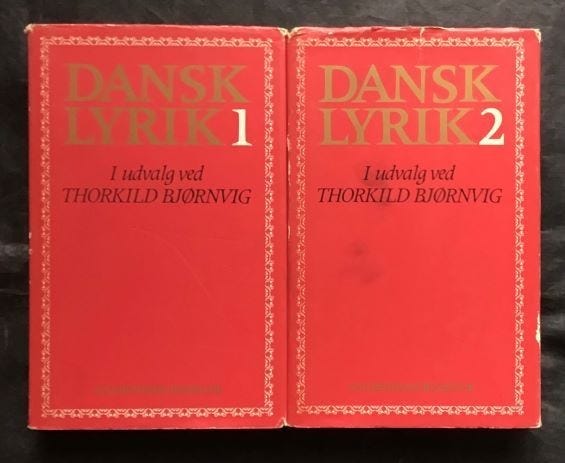 DANSK
LYRIK 1
I udvalg ved
THORKILD BJØRNVIG
DANSK
LYRIK 2
I udvalg ved
THORKILD BJØRNVIG